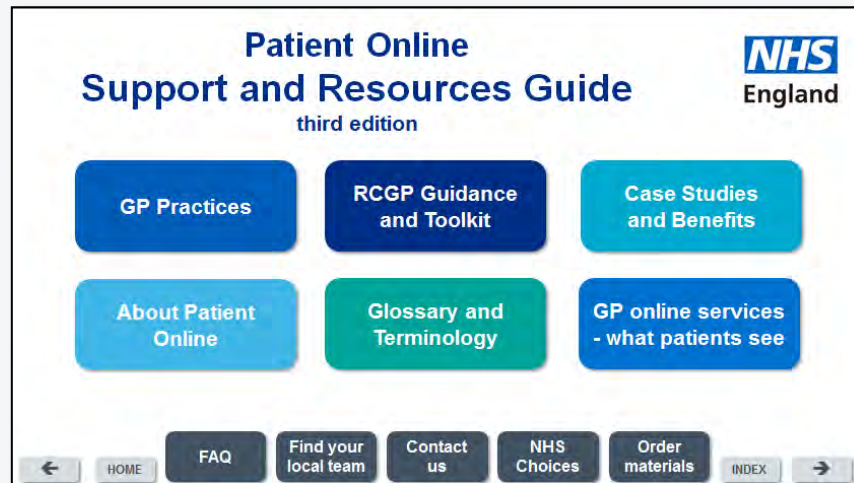 Patient Online
Support and Resources Guide
third edition
NHS
England
GP Practices
RCGP Guidance
and Toolkit
Case Studies
and Benefits
About Patient
Online
Glossary and
Terminology
GP online services
- what patients see
HOME
FAQ
Find your
local team
Contact
us
NHS
Choices
Order
materials
INDEX